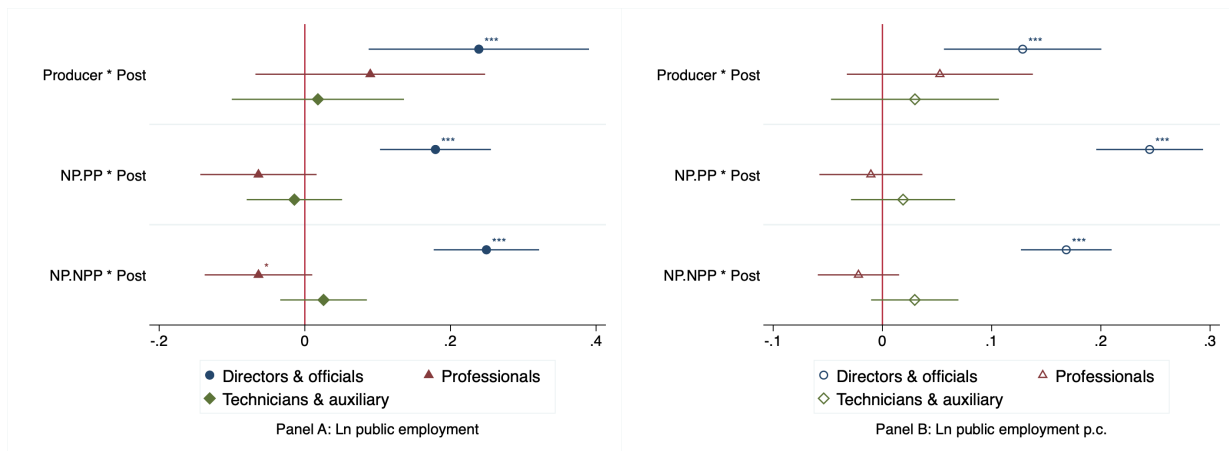 ***
Producer * Post
***
NP.PP * Post
***
*
NP.NPP * Post
-.2 0 .2 .4
Directors & officials Professionals
Technicians & auxiliary
Panel A: Ln public employment
***
Producer * Post
***
NP.PP * Post
***
NP.NPP * Post
-.1 0 .1 .2 .3
Directors & officials Professionals
Technicians & auxiliary
Panel B: Ln public employment p.c.